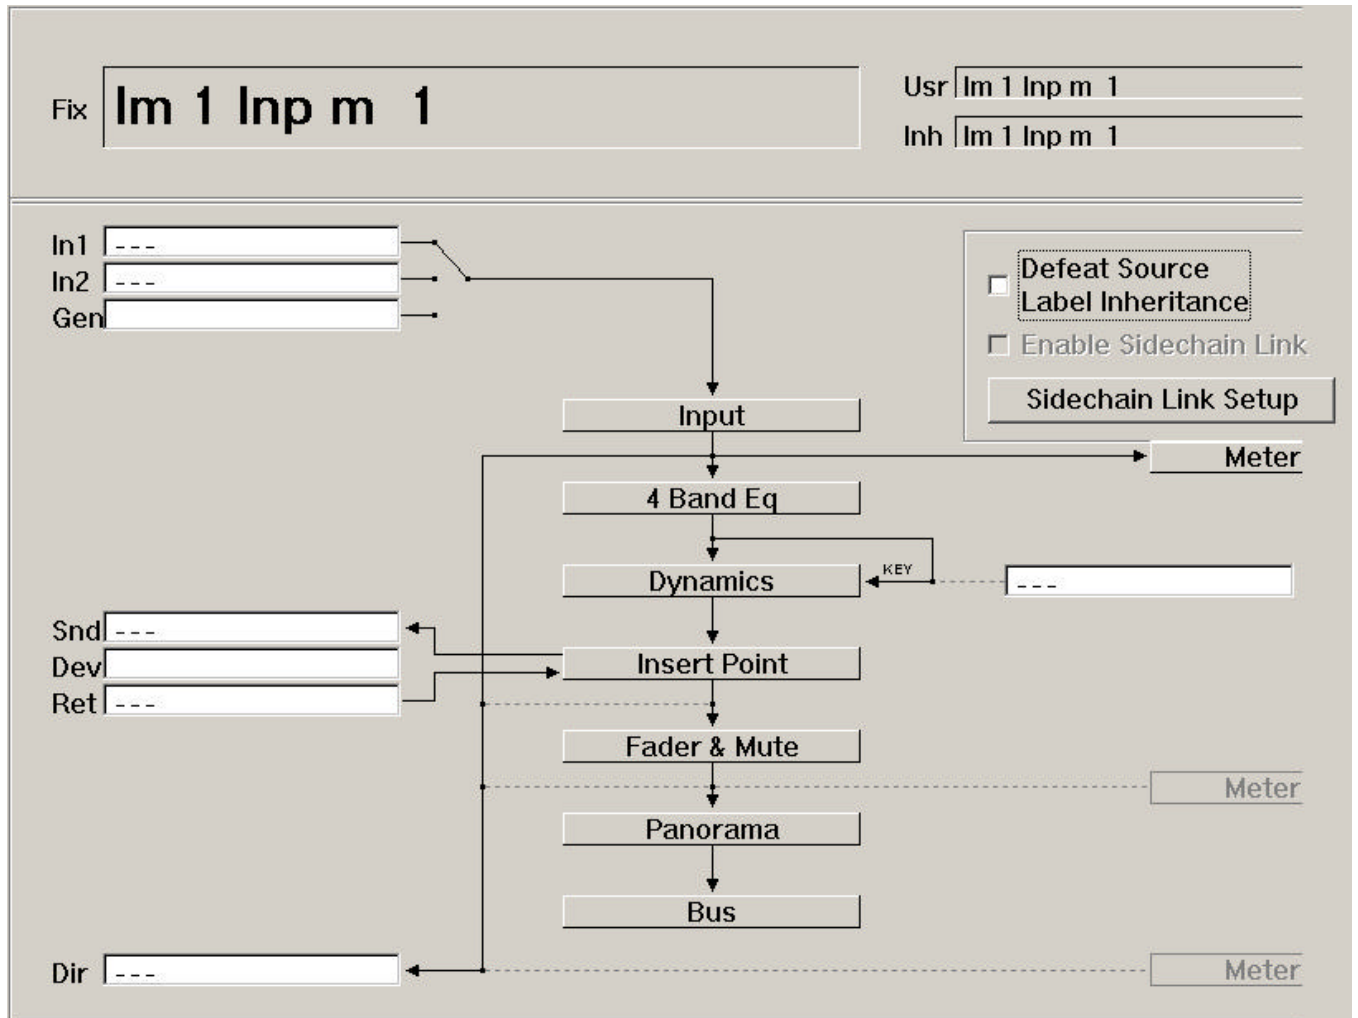 Fix
Im 1 Inp m  1
Usr
Im 1 Inp m  1
Inh
Im 1 Inp m  1
In1
---
In2
---
Gen
Defeat Source
Label Inheritance
Enable Sidechain Link
Sidechain Link Setup
Input
Meter
4 Band Eq
Dynamics
KEY
---
Snd
---
Dev
Ret
---
Insert Point
Fader & Mute
Meter
Panorama
Bus
Dir
---
Meter